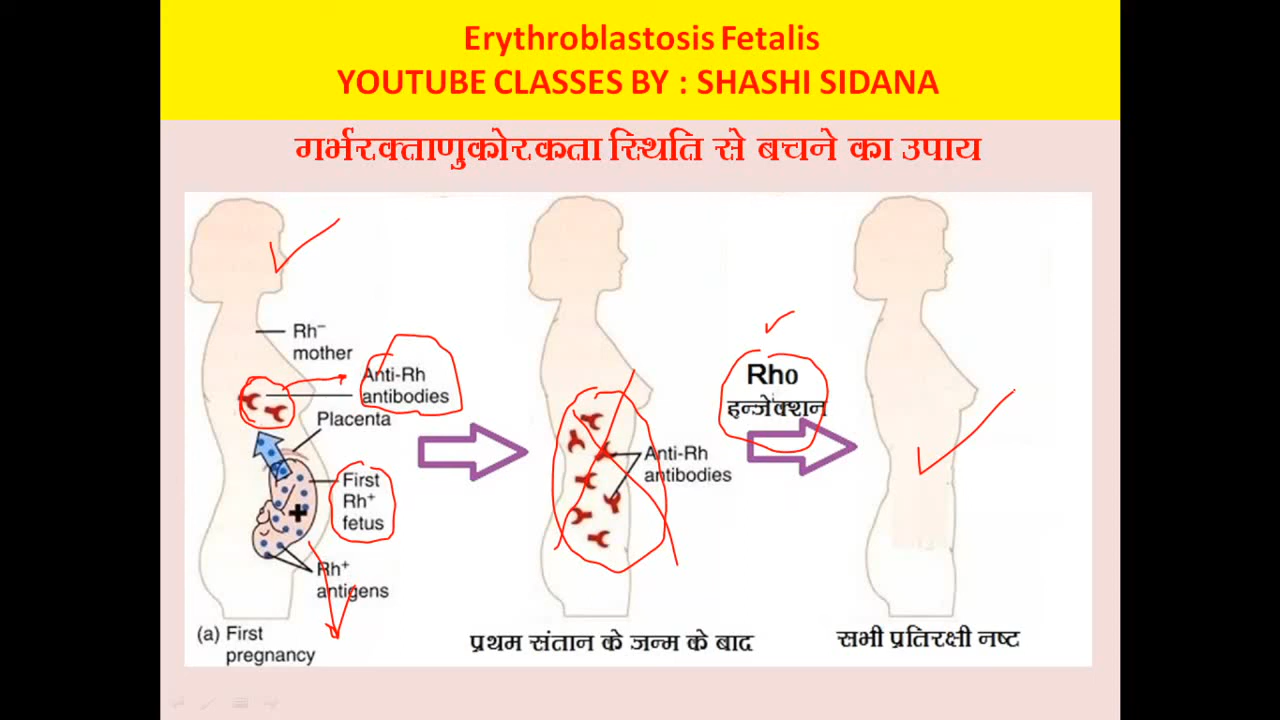 Erythroblastosis Fetalis
YOUTUBE CLASSES BY : SHASHI SIDANA
गर्भरक्ताणुकोरकता स्थिति से बचने का उपाय
Rh⁻
mother
Anti-Rh
antibodies
Placenta
First
Rh⁺
fetus
Rh⁺
antigens
(a) First
pregnancy
Anti-Rh
antibodies
प्रथम संतान के जन्म के बाद
Rho
इन्जेक्शन
सभी प्रतिरक्षी नष्ट